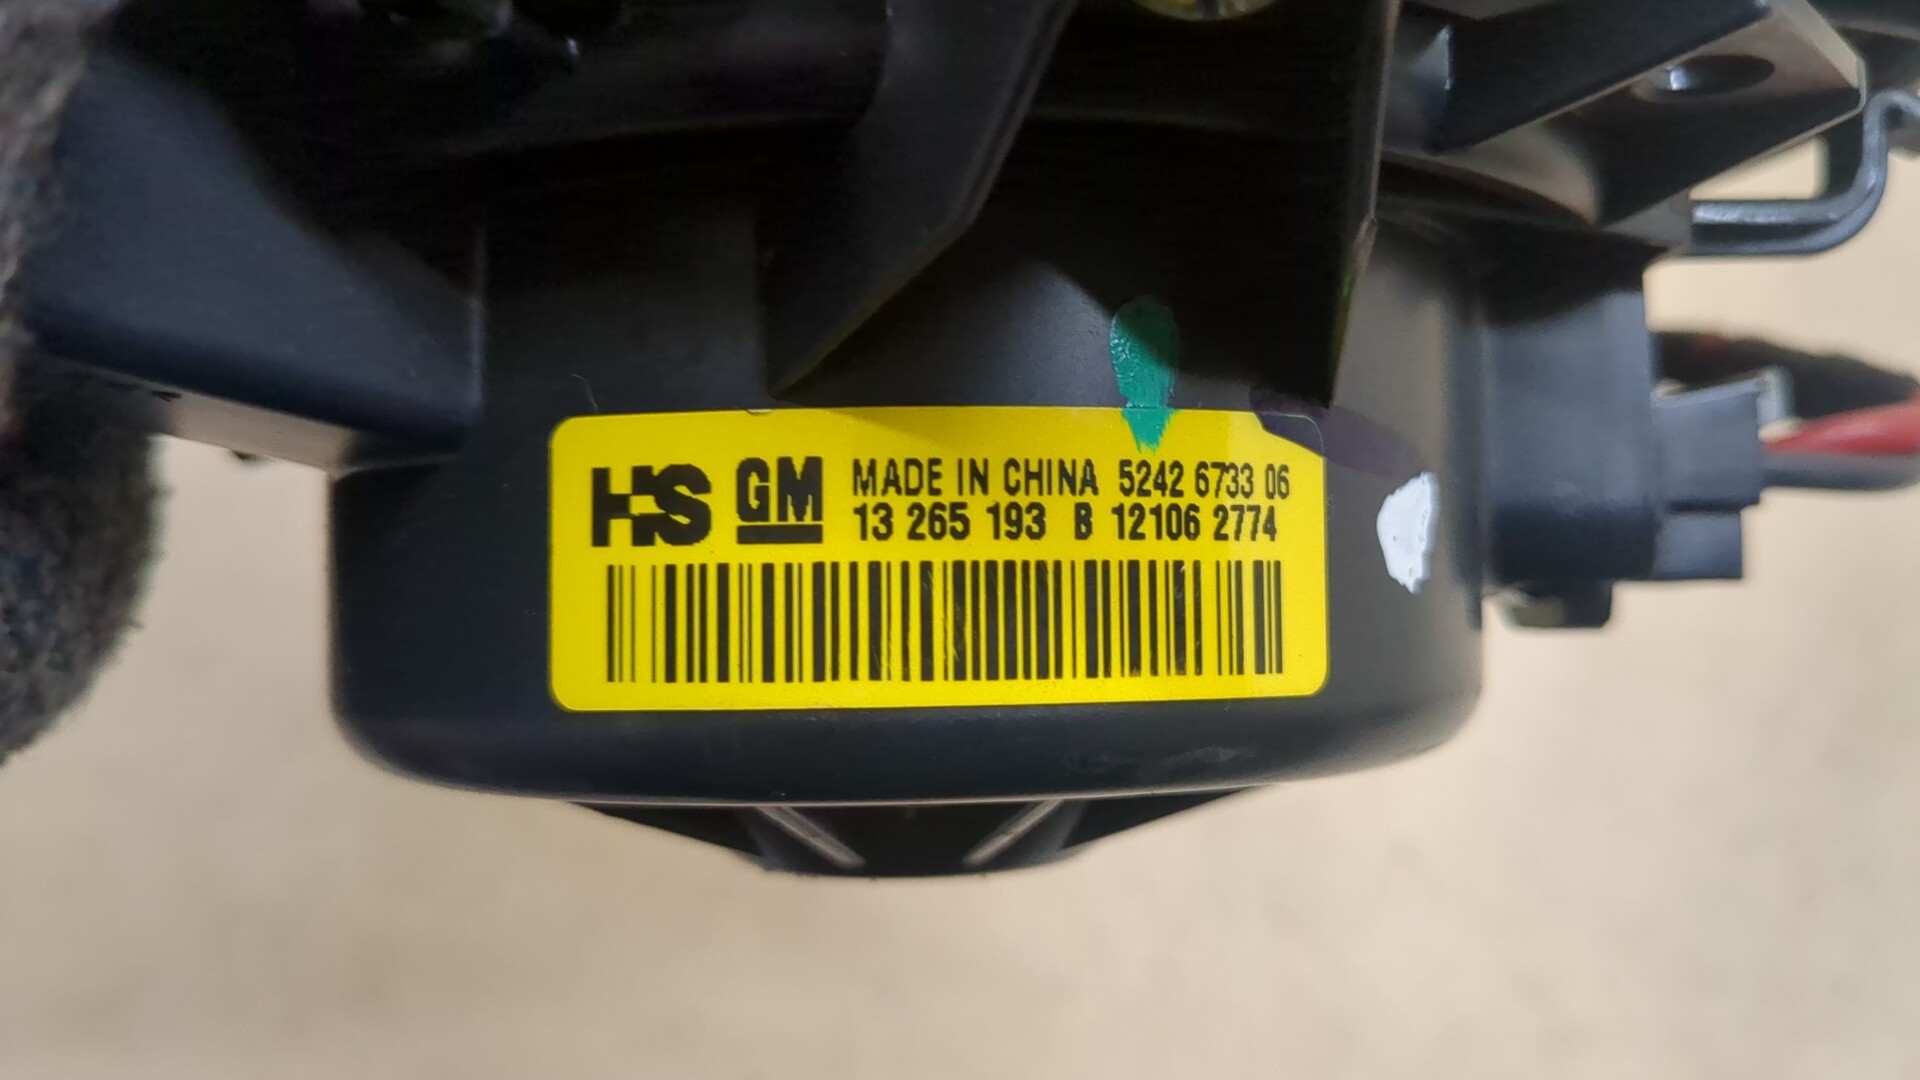 HS GM MADE IN CHINA 5242 6733 06
13 265 193 B 12106 2774